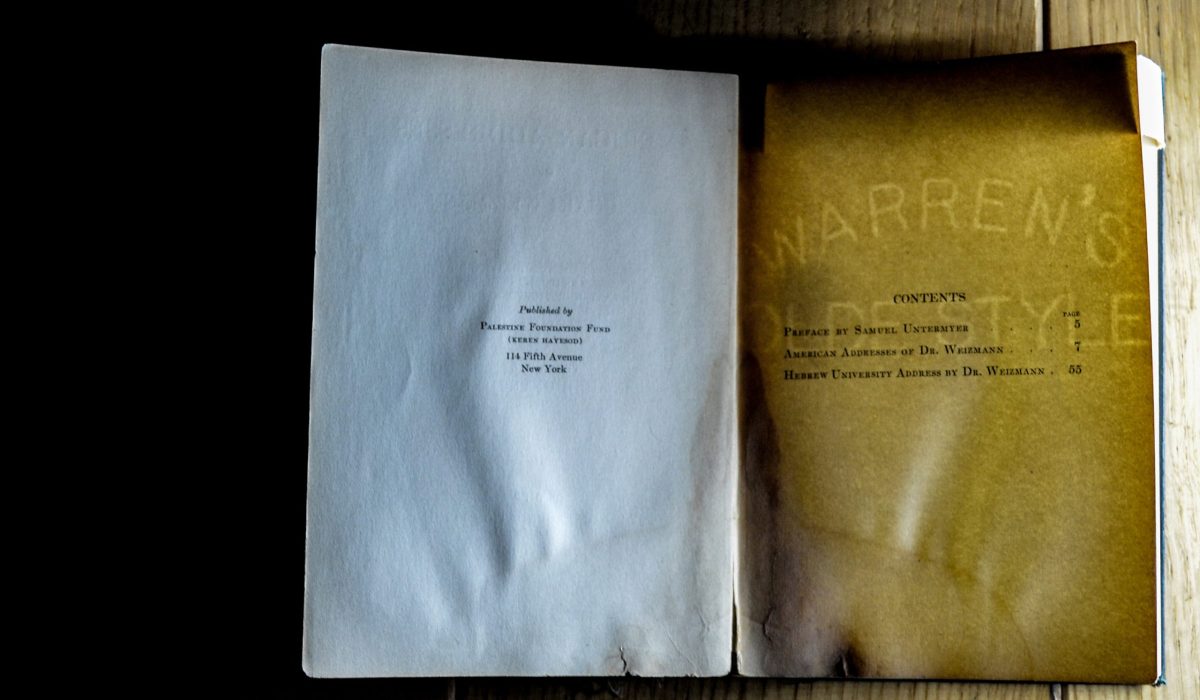 Published by
PALESTINE FOUNDATION FUND
(KEREN HAYESOD)
114 Fifth Avenue
New York
WARREN'S
OLDE STYLE
CONTENTS
PAGE
PREFACE BY SAMUEL UNTERMYER . . . . . 5
AMERICAN ADDRESSES OF DR. WEIZMANN . . . . 7
HEBREW UNIVERSITY ADDRESS BY DR. WEIZMANN . 55